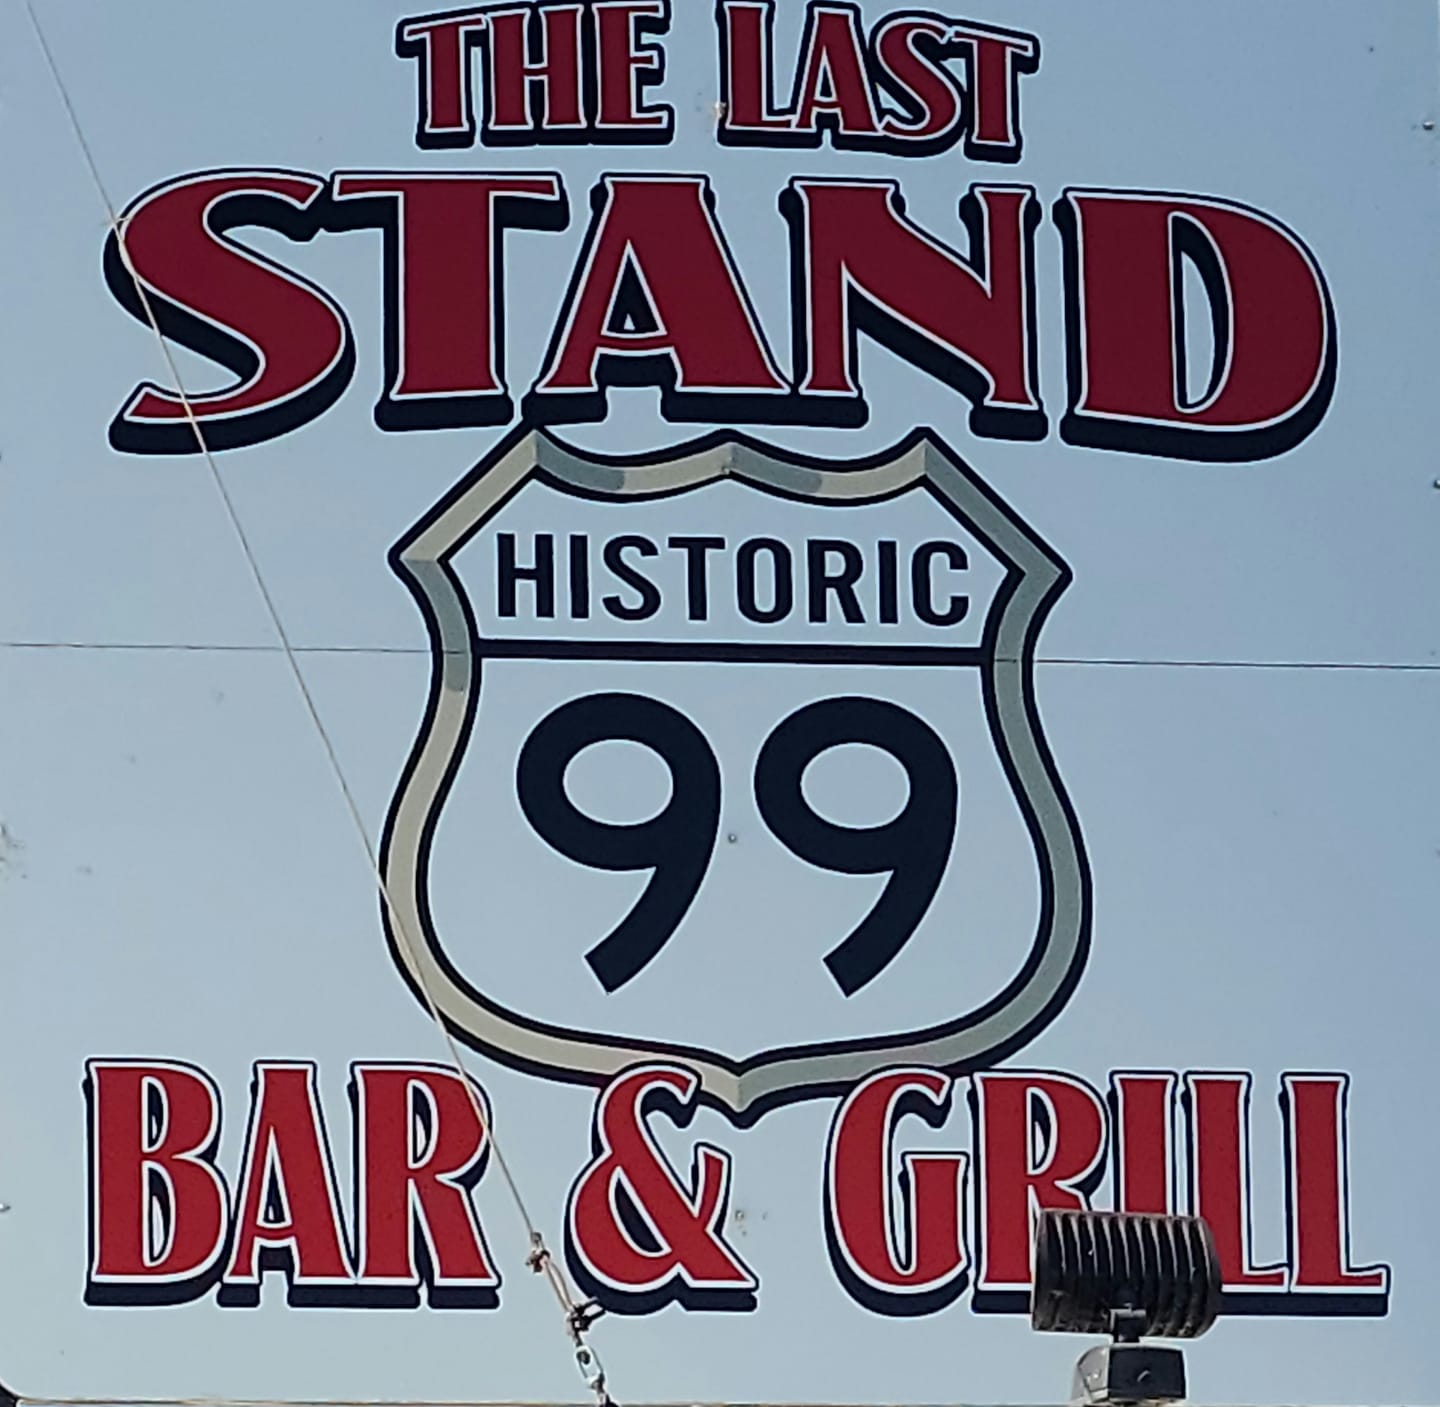 THE LAST
STAND
HISTORIC
99
BAR & GRILL